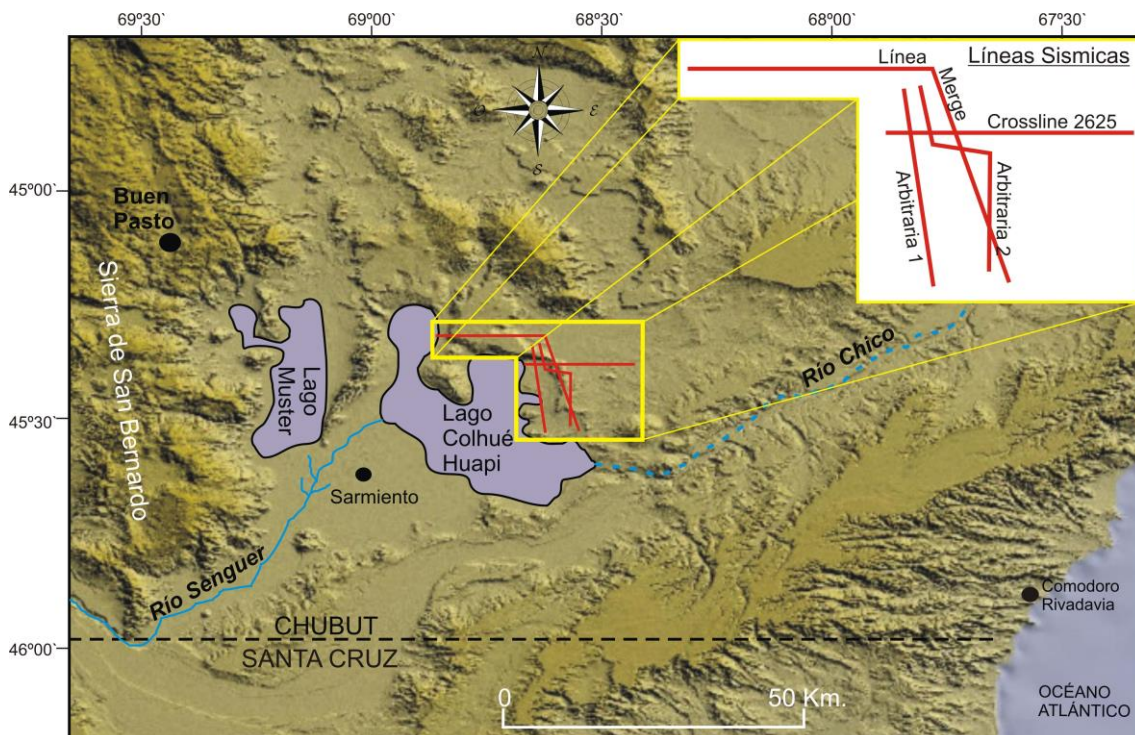 69°30`
69°00`
68°30`
68°00`
67°30`
45°00`
45°30`
46°00`
N
O
E
S
Línea
Merge
Líneas Sismicas
Crossline 2625
Arbitraria 1
Arbitraria 2
Buen
Pasto
Sierra de San Bernardo
Lago
Muster
Lago
Colhué
Huapi
Sarmiento
Río Senguer
Río Chico
CHUBUT
SANTA CRUZ
Comodoro
Rivadavia
0
50 Km.
OCÉANO
ATLÁNTICO